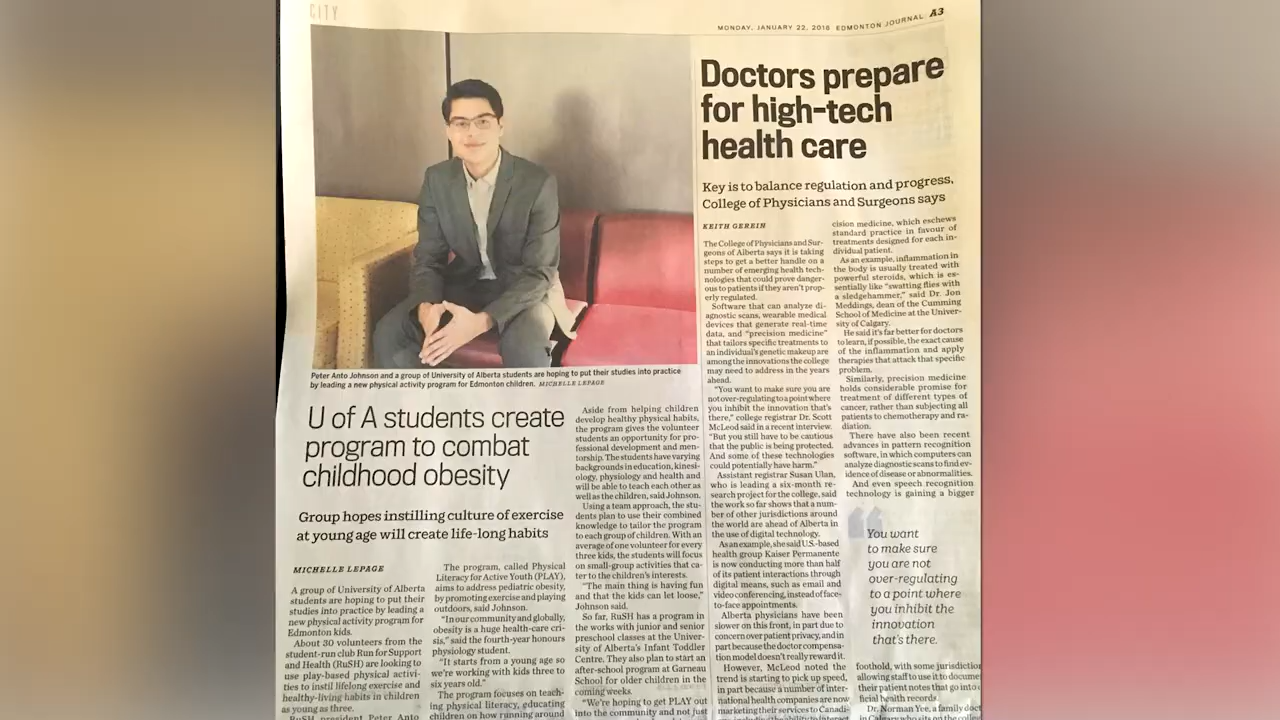 CITY
MONDAY, JANUARY 22, 2018 EDMONTON JOURNAL A3
Peter Anto Johnson and a group of University of Alberta students are hoping to put their studies into practice
by leading a new physical activity program for Edmonton children. MICHELLE LEPAGE
U of A students create
program to combat
childhood obesity
Group hopes instilling culture of exercise
at young age will create life-long habits
MICHELLE LEPAGE
A group of University of Alberta
students are hoping to put their
studies into practice by leading a
new physical activity program for
Edmonton kids.
About 30 volunteers from the
student-run club Run for Support
and Health (RuSH) are looking to
use play-based physical activi-
ties to instil lifelong exercise and
healthy-living habits in children
as young as three.
RuSH president Peter Anto
The program, called Physical
Literacy for Active Youth (PLAY),
aims to address pediatric obesity,
by promoting exercise and playing
outdoors, said Johnson.
"In our community and globally,
obesity is a huge health-care cri-
sis," said the fourth-year honours
physiology student.
"It starts from a young age so
we're working with kids three to
six years old."
The program focuses on teach-
ing physical literacy, educating
children on how running around
Aside from helping children
develop healthy physical habits,
the program gives the volunteer
students an opportunity for pro-
fessional development and men-
torship. The students have varying
backgrounds in education, kinesi-
ology, physiology and health and
will be able to teach each other as
well as the children, said Johnson.
Using a team approach, the stu-
dents plan to use their combined
knowledge to tailor the program
to each group of children. With an
average of one volunteer for every
three kids, the students will focus
on small-group activities that ca-
ter to the children's interests.
"The main thing is having fun
and that the kids can let loose,"
Johnson said.
So far, RuSH has a program in
the works with junior and senior
preschool classes at the Univer-
sity of Alberta's Infant Toddler
Centre. They also plan to start an
after-school program at Garneau
School for older children in the
coming weeks.
"We're hoping to get PLAY out
into the community and not just
Doctors prepare
for high-tech
health care
Key is to balance regulation and progress,
College of Physicians and Surgeons says
KEITH GEREIN
The College of Physicians and Sur-
geons of Alberta says it is taking
steps to get a better handle on a
number of emerging health tech-
nologies that could prove danger-
ous to patients if they aren't prop-
erly regulated.
Software that can analyze di-
agnostic scans, wearable medical
devices that generate real-time
data, and "precision medicine"
that tailors specific treatments to
an individual's genetic makeup are
among the innovations the college
may need to address in the years
ahead.
"You want to make sure you are
not over-regulating to a point where
you inhibit the innovation that's
there," college registrar Dr. Scott
McLeod said in a recent interview.
"But you still have to be cautious
that the public is being protected.
And some of these technologies
could potentially have harm."
Assistant registrar Susan Ulan,
who is leading a six-month re-
search project for the college, said
the work so far shows that a num-
ber of other jurisdictions around
the world are ahead of Alberta in
the use of digital technology.
As an example, she said U.S.-based
health group Kaiser Permanente
is now conducting more than half
of its patient interactions through
digital means, such as email and
video conferencing, instead of face-
to-face appointments.
Alberta physicians have been
slower on this front, in part due to
concern over patient privacy, and in
part because the doctor compensa-
tion model doesn't really reward it.
However, McLeod noted the
trend is starting to pick up speed,
in part because a number of inter-
national health companies are now
marketing their services to Canadi-
cision medicine, which eschews
standard practice in favour of
treatments designed for each in-
dividual patient.
As an example, inflammation in
the body is usually treated with
powerful steroids, which is es-
sentially like "swatting flies with
a sledgehammer," said Dr. Jon
Meddings, dean of the Cumming
School of Medicine at the Univer-
sity of Calgary.
He said it's far better for doctors
to learn, if possible, the exact cause
of the inflammation and apply
therapies that attack that specific
problem.
Similarly, precision medicine
holds considerable promise for
treatment of different types of
cancer, rather than subjecting all
patients to chemotherapy and ra-
diation.
There have also been recent
advances in pattern recognition
software, in which computers can
analyze diagnostic scans to find ev-
idence of disease or abnormalities.
And even speech recognition
technology is gaining a bigger
You want
to make sure
you are not
over-regulating
to a point where
you inhibit the
innovation
that's there.
foothold, with some jurisdiction
allowing staff to use it to documen
their patient notes that go into
ficial health records.
Dr. Norman Yee, a family doct
in Calgary who sits on the colle